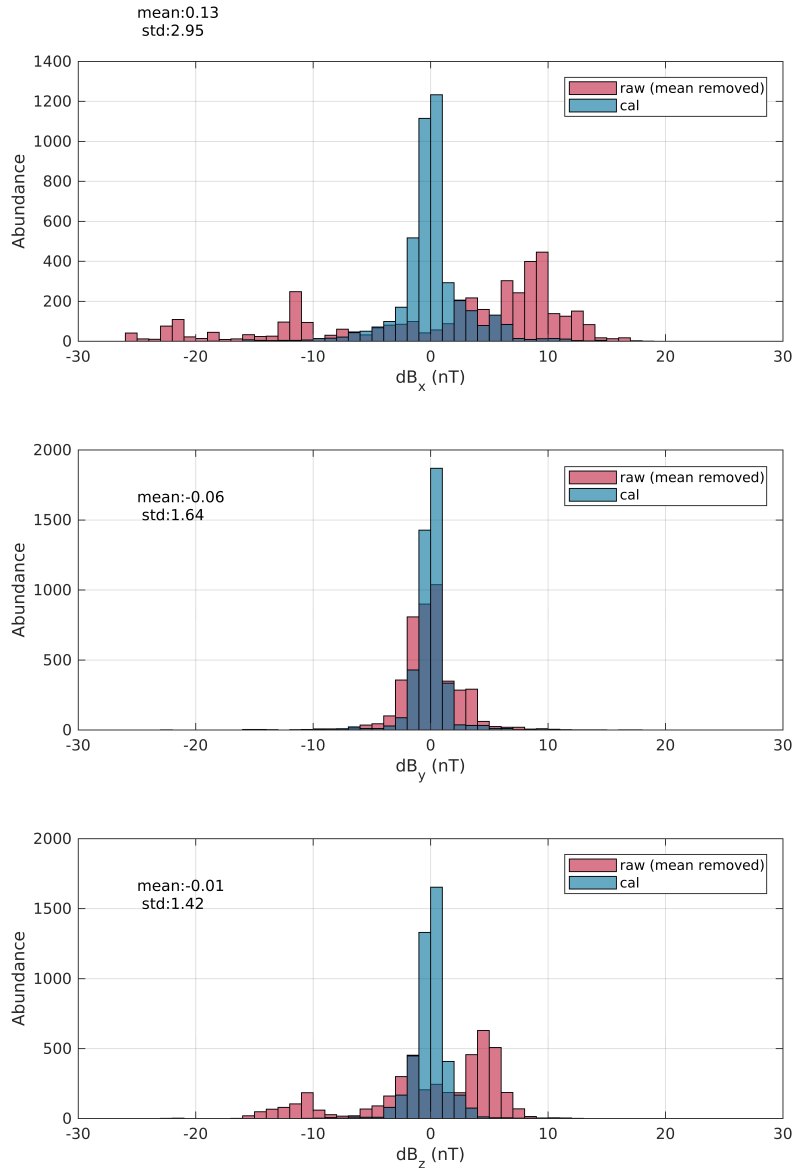 mean:0.13
std:2.95
1400
1200
1000
800
600
400
200
0
Abundance
raw (mean removed)
cal
-30 -20 -10 0 10 20 30
dBx (nT)
2000
1500
1000
500
0
Abundance
mean:-0.06
std:1.64
raw (mean removed)
cal
-30 -20 -10 0 10 20 30
dBy (nT)
2000
1500
1000
500
0
Abundance
mean:-0.01
std:1.42
raw (mean removed)
cal
-30 -20 -10 0 10 20 30
dBz (nT)